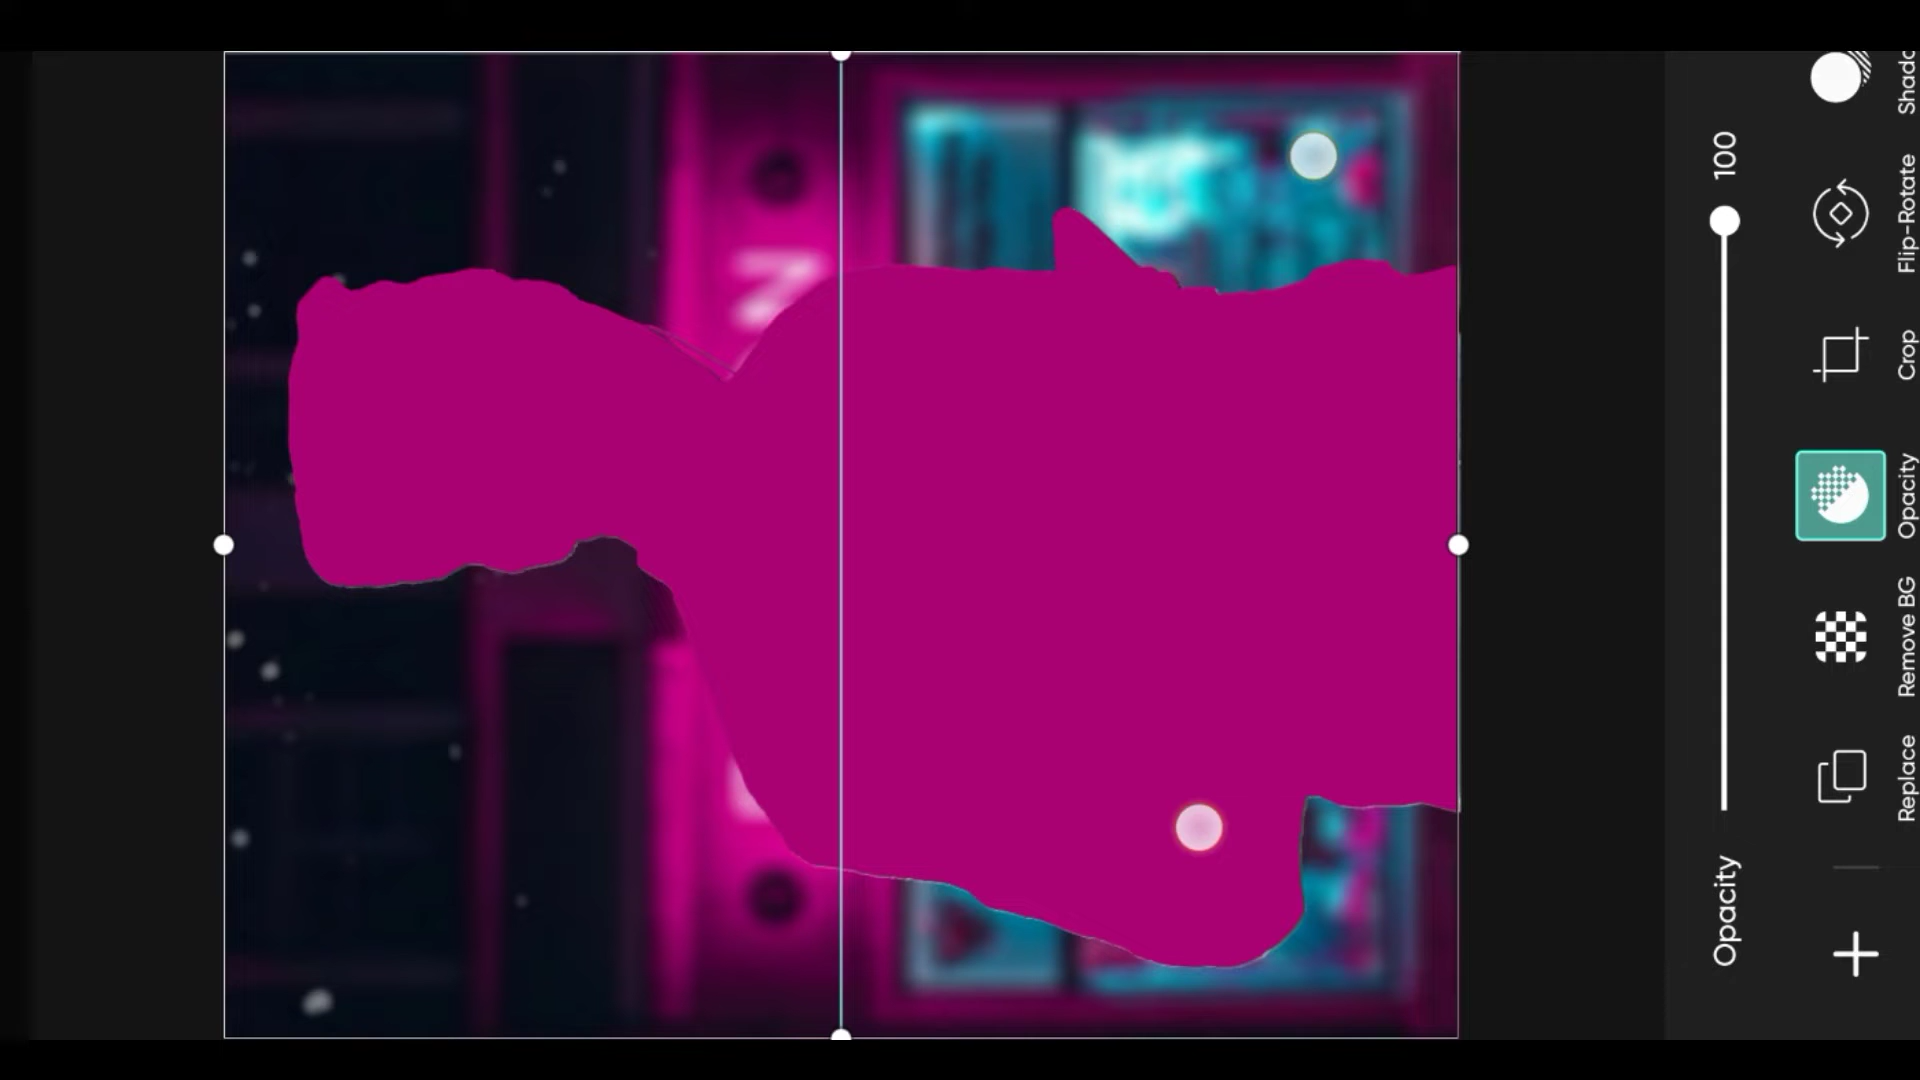 Opacity
100
Replace
Remove BG
Opacity
Crop
Flip-Rotate
Shado